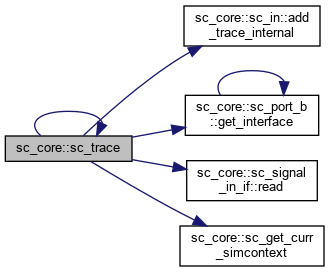 sc_core::sc_in::add
_trace_internal
sc_core::sc_port_b
::get_interface
sc_core::sc_trace
sc_core::sc_signal
_in_if::read
sc_core::sc_get_curr
_simcontext